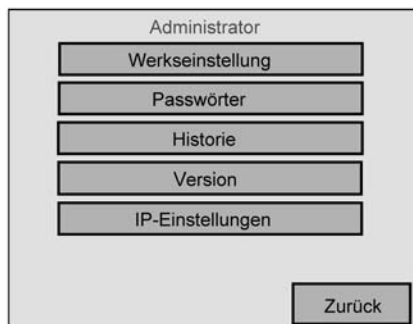 Administrator
Werkseinstellung
Passwörter
Historie
Version
IP-Einstellungen
Zurück